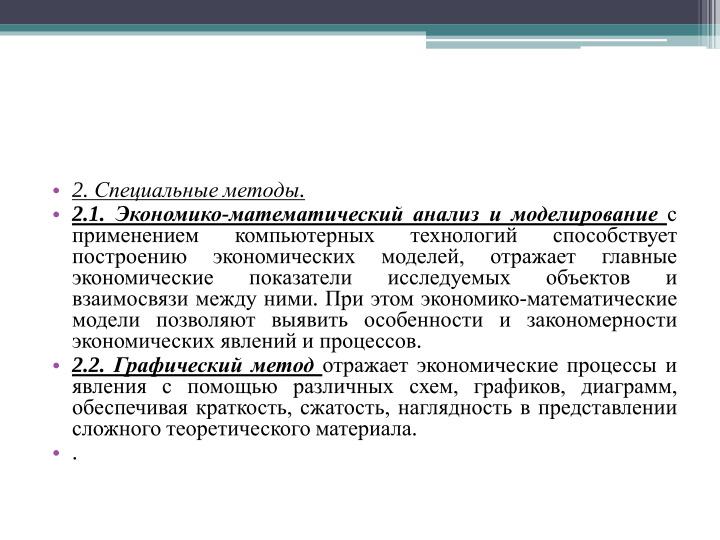 • 2. Специальные методы.
• 2.1. Экономико-математический анализ и моделирование с
применением компьютерных технологий способствует
построению экономических моделей, отражает главные
экономические показатели исследуемых объектов и
взаимосвязи между ними. При этом экономико-математические
модели позволяют выявить особенности и закономерности
экономических явлений и процессов.
• 2.2. Графический метод отражает экономические процессы и
явления с помощью различных схем, графиков, диаграмм,
обеспечивая краткость, сжатость, наглядность в представлении
сложного теоретического материала.
• .